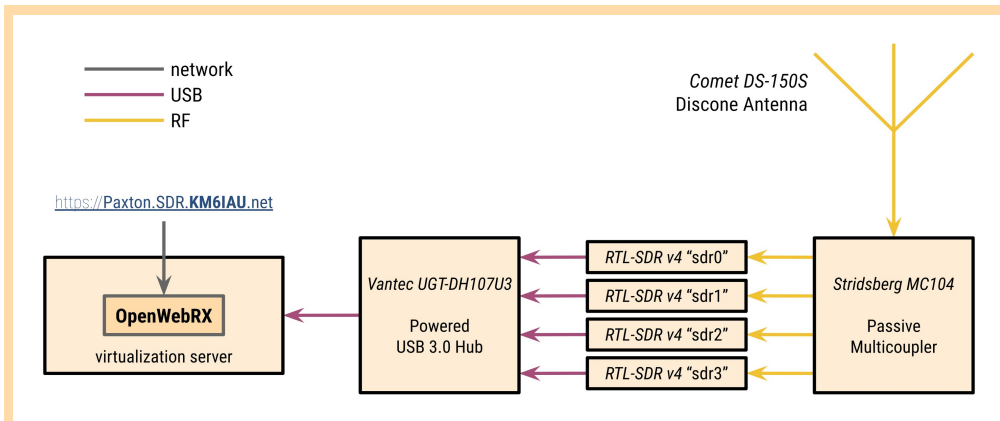 network
USB
RF
Comet DS-150S
Discone Antenna
https://Paxton.SDR.KM6IAU.net
OpenWebRX
virtualization server
Vantec UGT-DH107U3
Powered
USB 3.0 Hub
RTL-SDR v4 “sdr0”
RTL-SDR v4 “sdr1”
RTL-SDR v4 “sdr2”
RTL-SDR v4 “sdr3”
Stridsberg MC104
Passive
Multicoupler